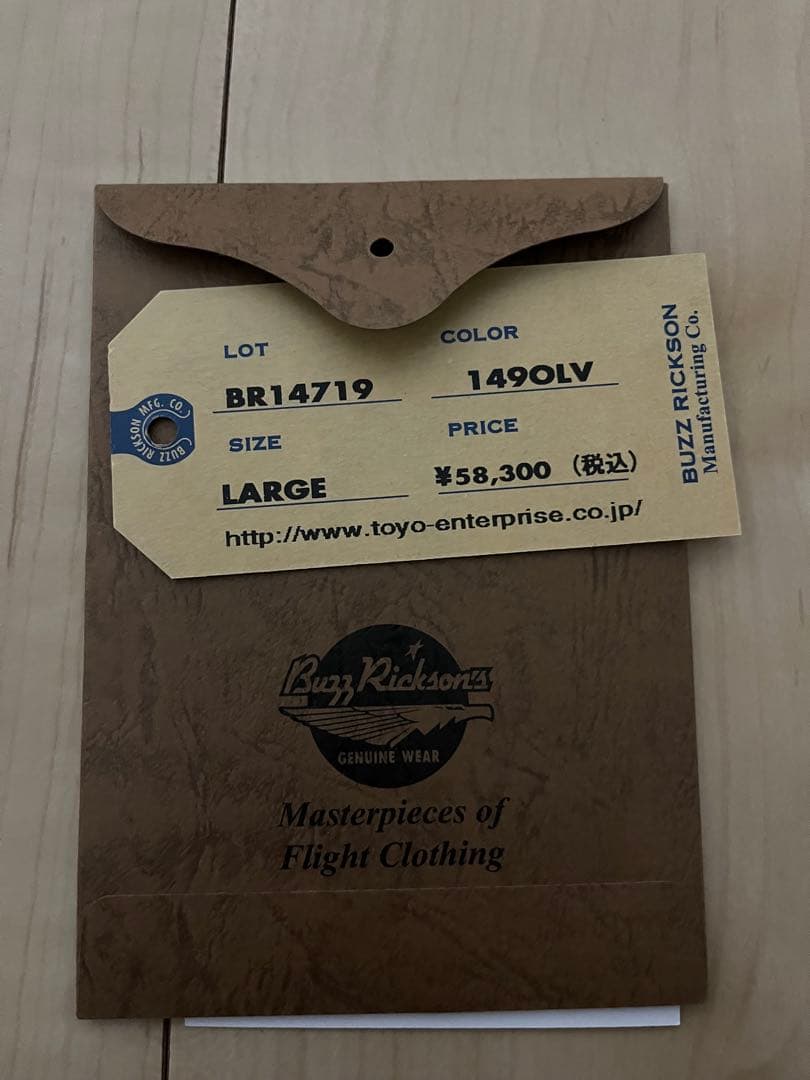 LOT
COLOR
BR14719
149OLV
SIZE
PRICE
LARGE
¥58,300 (税込)
http://www.toyo-enterprise.co.jp/
BUZZ RICKSON
Manufacturing Co.
BUZZ RICKSON MFG. CO.
Buzz Rickson's
GENUINE WEAR
Masterpieces of
Flight Clothing